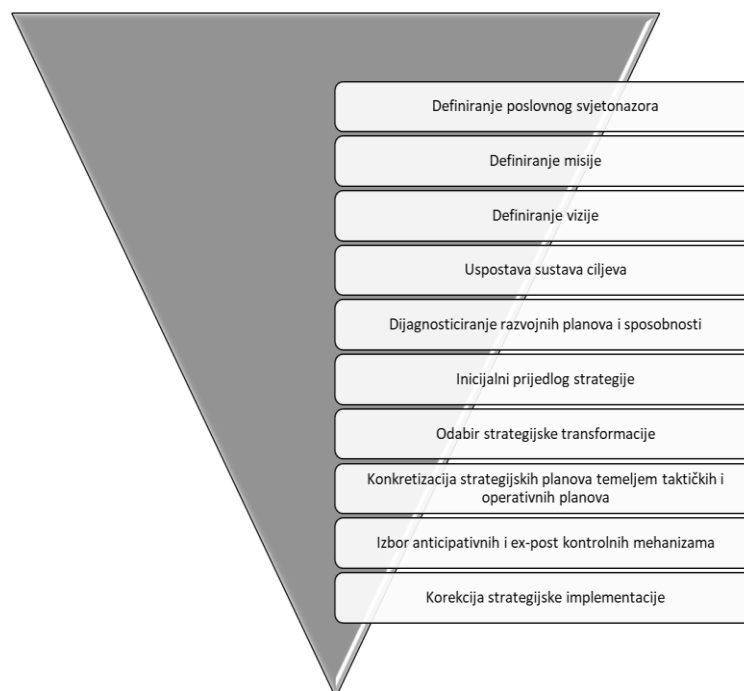 Definiranje poslovnog svjetonazora
Definiranje misije
Definiranje vizije
Uspostava sustava ciljeva
Dijagnosticiranje razvojnih planova i sposobnosti
Inicijalni prijedlog strategije
Odabir strategijske transformacije
Konkretizacija strategijskih planova temeljem taktičkih i
operativnih planova
Izbor anticipativnih i ex-post kontrolnih mehanizama
Korekcija strategijske implementacije